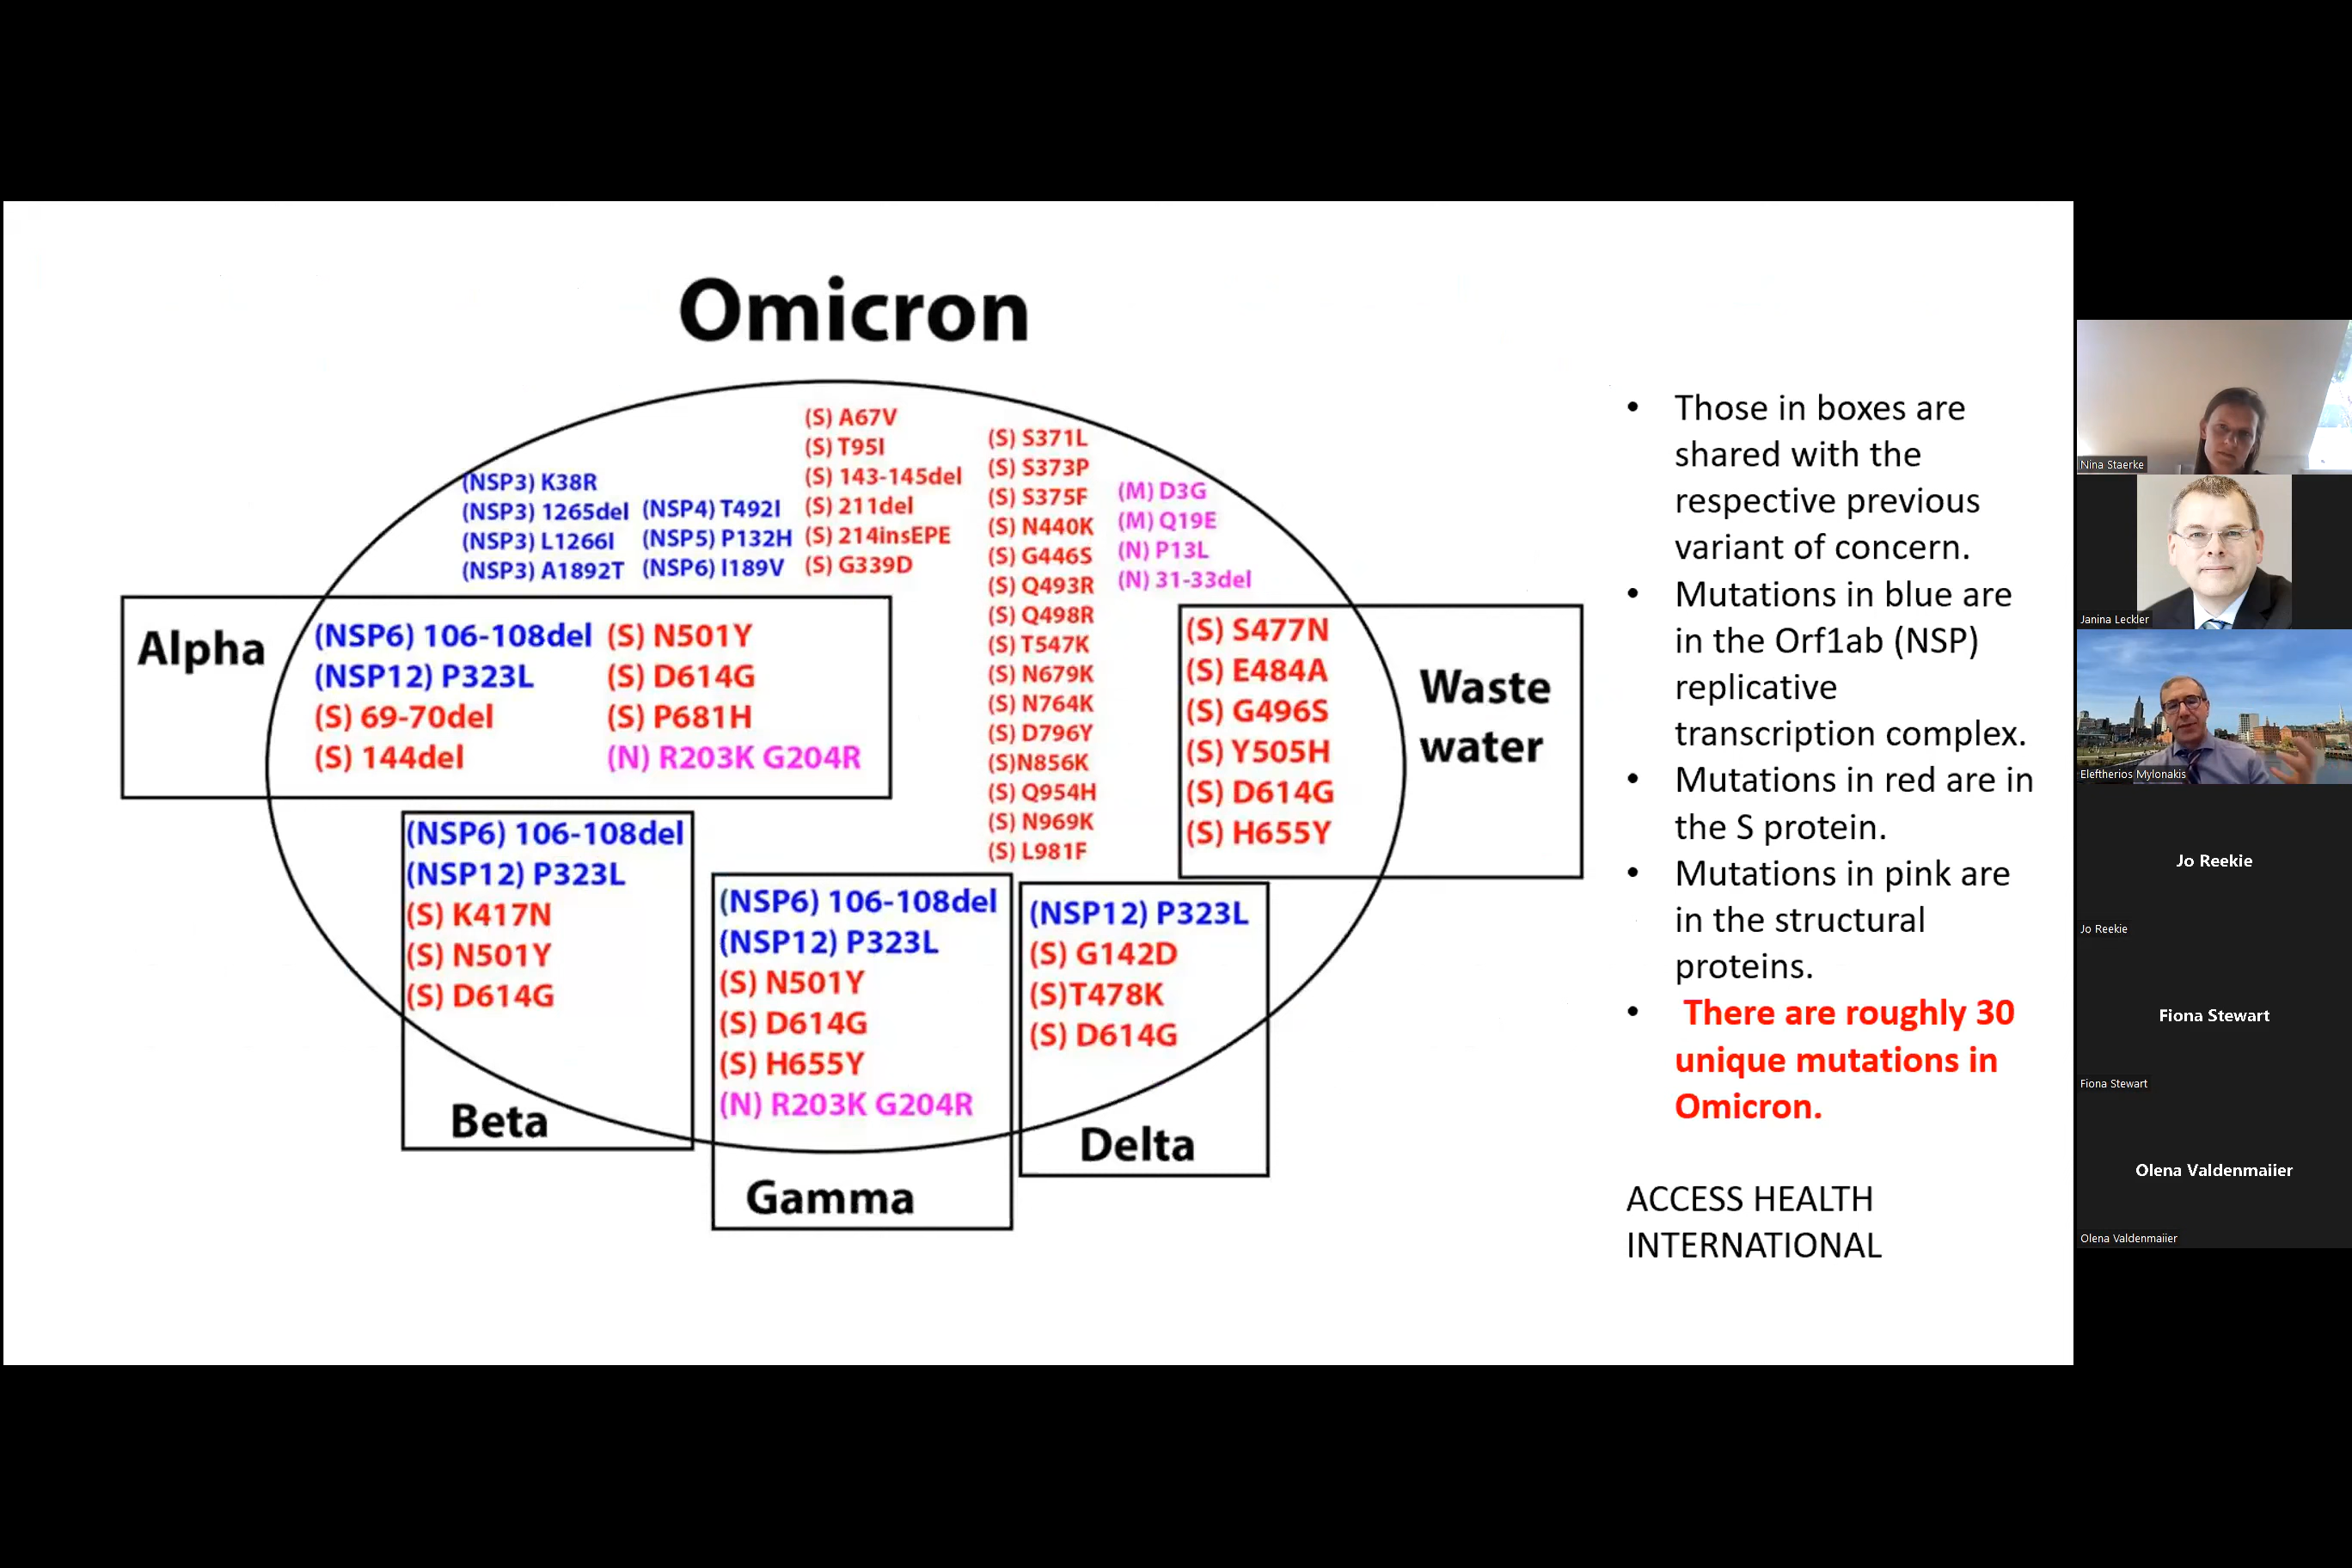 Omicron
(S) A67V
(S) T95I
(S) 143-145del
(S) 211del
(S) 214insEPE
(S) G339D
(NSP3) K38R
(NSP3) 1265del
(NSP3) L1266I
(NSP3) A1892T
(NSP4) T492I
(NSP5) P132H
(NSP6) I189V
(S) S371L
(S) S373P
(S) S375F
(S) N440K
(S) G446S
(S) Q493R
(S) Q498R
(S) T547K
(S) N679K
(S) N764K
(S) D796Y
(S)N856K
(S) Q954H
(S) N969K
(S) L981F
(M) D3G
(M) Q19E
(N) P13L
(N) 31-33del
Alpha
(NSP6) 106-108del
(NSP12) P323L
(S) 69-70del
(S) 144del
(S) N501Y
(S) D614G
(S) P681H
(N) R203K G204R
(S) S477N
(S) E484A
(S) G496S
(S) Y505H
(S) D614G
(S) H655Y
Waste
water
(NSP6) 106-108del
(NSP12) P323L
(S) K417N
(S) N501Y
(S) D614G
Beta
(NSP6) 106-108del
(NSP12) P323L
(S) N501Y
(S) D614G
(S) H655Y
(N) R203K G204R
Gamma
(NSP12) P323L
(S) G142D
(S)T478K
(S) D614G
Delta
• Those in boxes are
shared with the
respective previous
variant of concern.
• Mutations in blue are
in the Orf1ab (NSP)
replicative
transcription complex.
• Mutations in red are in
the S protein.
• Mutations in pink are
in the structural
proteins.
• There are roughly 30
unique mutations in
Omicron.
ACCESS HEALTH
INTERNATIONAL
Nina Staerke
Janina Leckler
Eleftherios Mylonakis
Jo Reekie
Jo Reekie
Fiona Stewart
Fiona Stewart
Olena Valdenmaiier
Olena Valdenmaiier